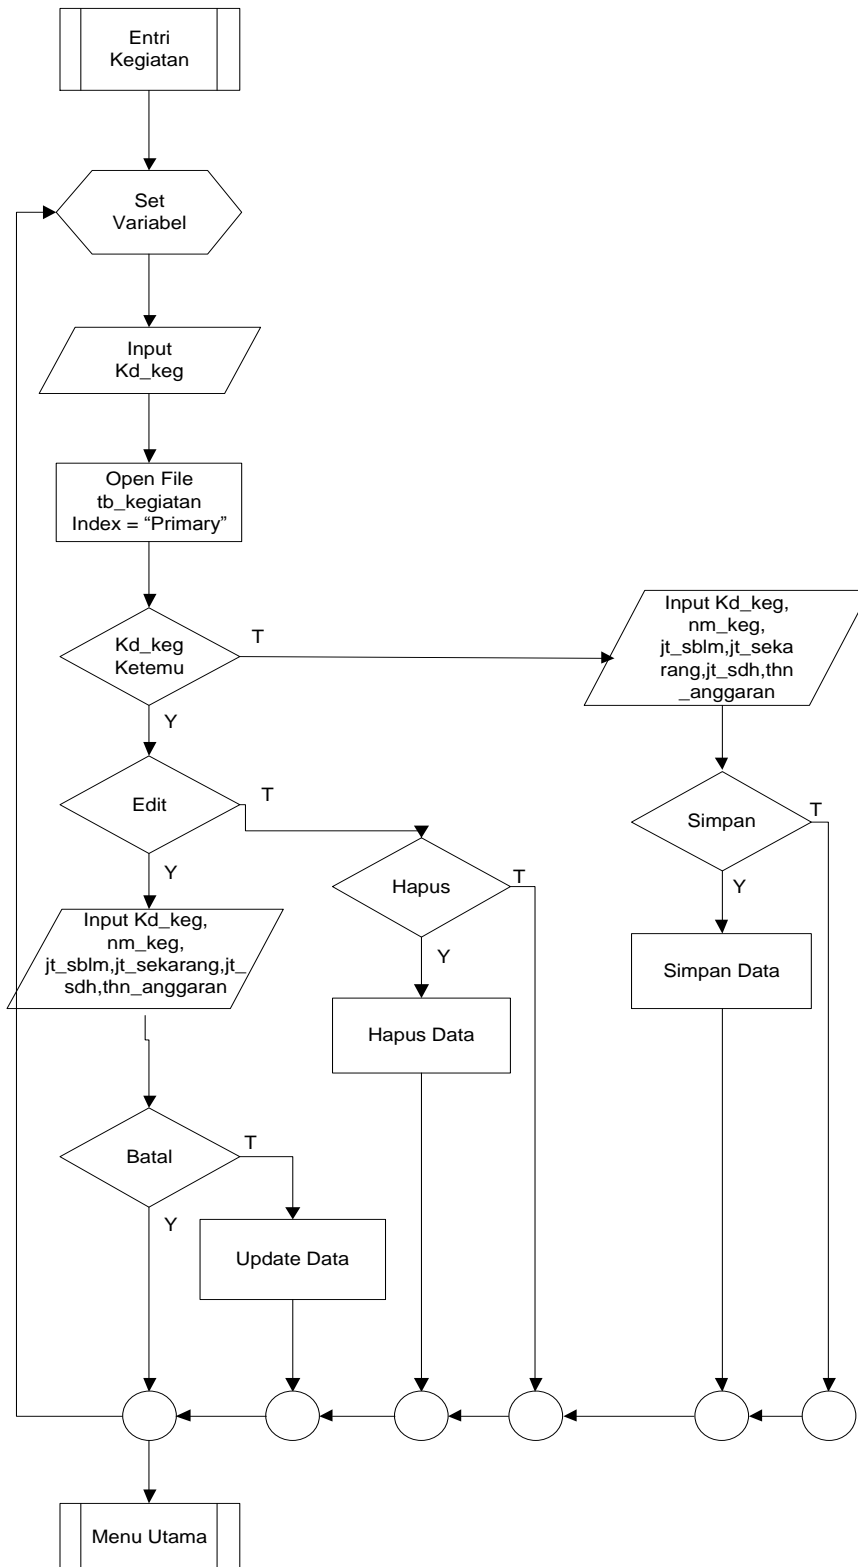 Entri
Kegiatan
Set
Variabel
Input
Kd_keg
Open File
tb_kegiatan
Index = “Primary”
Kd_keg
Ketemu
T
Y
Input Kd_keg,
nm_keg,
jt_sblm,jt_seka
rang,jt_sdh,thn
_anggaran
Edit
T
Y
Simpan
T
Y
Hapus
T
Y
Input Kd_keg,
nm_keg,
jt_sblm,jt_sekarang,jt_
sdh,thn_anggaran
Simpan Data
Hapus Data
Batal
T
Y
Update Data
Menu Utama